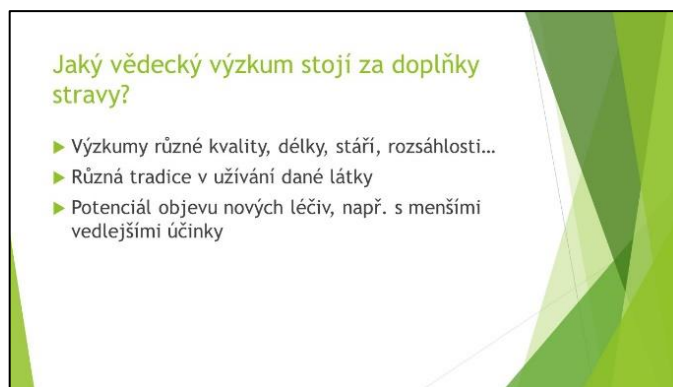 Jaký vědecký výzkum stojí za doplňky
stravy?
Výzkumy různé kvality, délky, stáří, rozsáhlosti…
Různá tradice v užívání dané látky
Potenciál objevu nových léčiv, např. s menšími
vedlejšími účinky